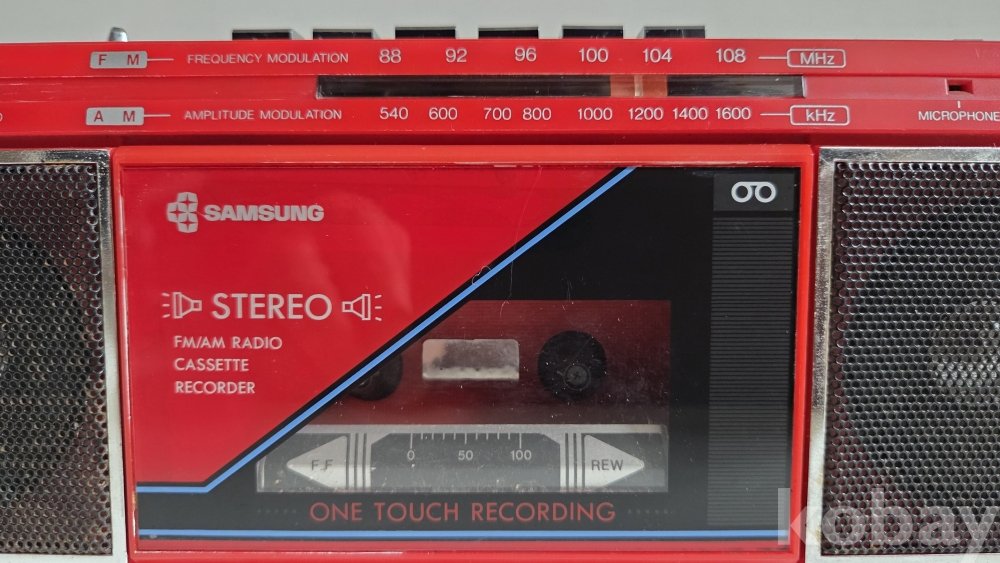 FM FREQUENCY MODULATION 88 92 96 100 104 108 MHz
AM AMPLITUDE MODULATION 540 600 700 800 1000 1200 1400 1600 kHz
MICROPHONE
SAMSUNG
STEREO
FM/AM RADIO
CASSETTE
RECORDER
0 50 100
F.F REW
ONE TOUCH RECORDING
kobay